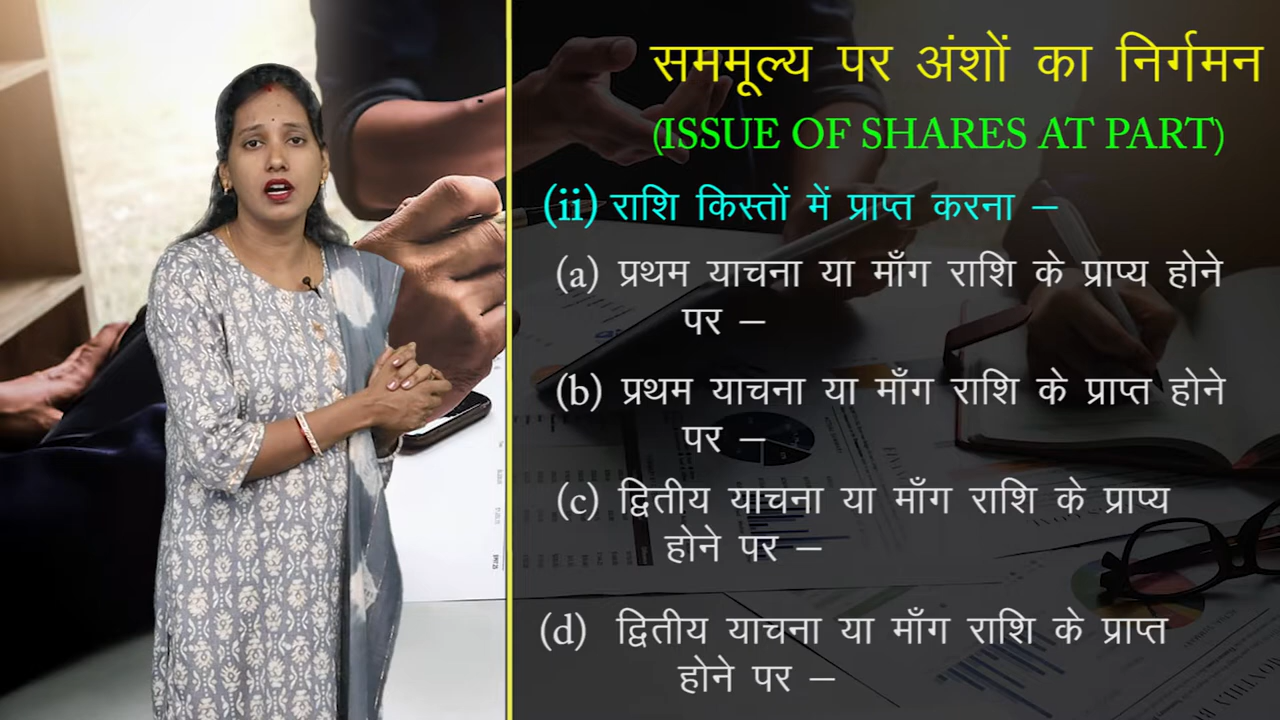 सममूल्य पर अंशों का निर्गमन
(ISSUE OF SHARES AT PART)
(ii) राशि किस्तों में प्राप्त करना –
(a) प्रथम याचना या माँग राशि के प्राप्य होने
पर –
(b) प्रथम याचना या माँग राशि के प्राप्त होने
पर –
(c) द्वितीय याचना या माँग राशि के प्राप्य
होने पर –
(d) द्वितीय याचना या माँग राशि के प्राप्त
होने पर –